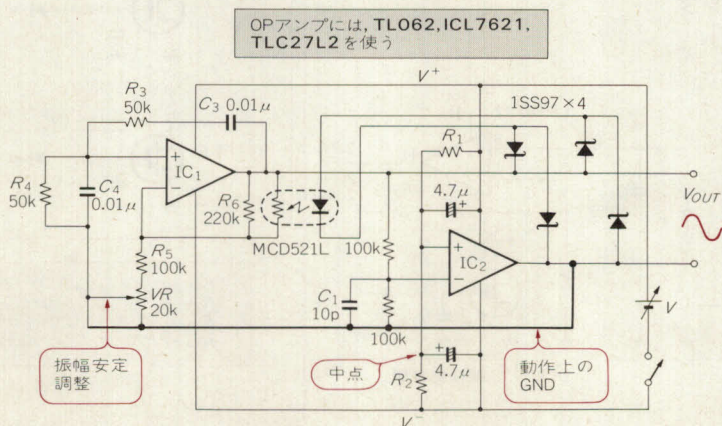 OPアンプには, TL062, ICL7621,
TLC27L2を使う
V⁺
R₃
50k
C₃ 0.01μ
1SS97×4
R₁
IC₁
+
−
R₄
50k
C₄
0.01μ
R₆
220k
4.7μ
+
VOUT
MCD521L
R₅
100k
100k
+
−
IC₂
VR
20k
C₁
10p
100k
V
振幅安定
調整
中点
+
4.7μ
R₂
動作上の
GND
V⁻